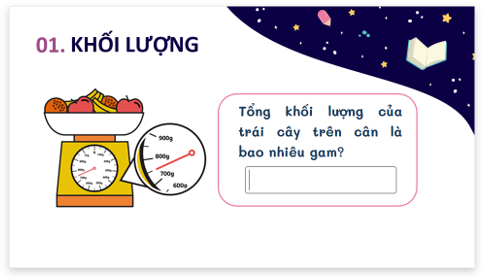 01. KHỐI LƯỢNG
Tổng khối lượng của
trái cây trên cân là
bao nhiêu gam?
900g
800g
700g
600g